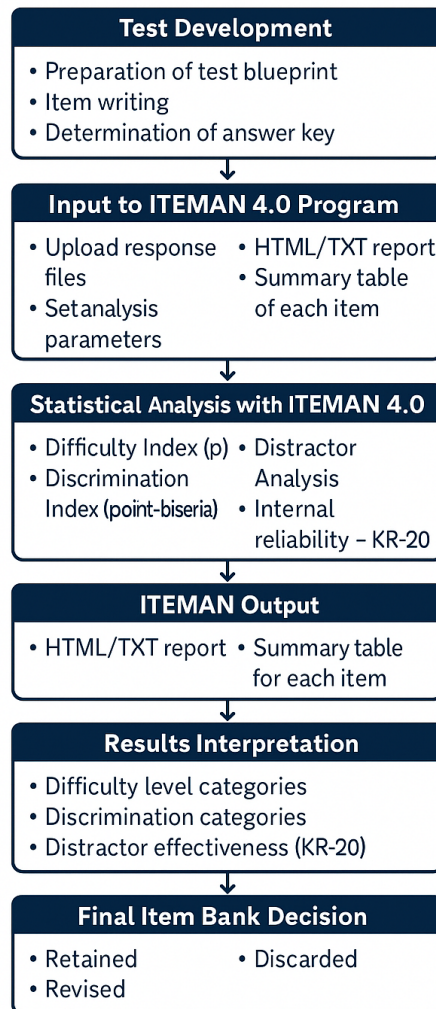 Test Development
• Preparation of test blueprint
• Item writing
• Determination of answer key
Input to ITEMAN 4.0 Program
• Upload response
files
• Setanalysis
parameters
• HTML/TXT report
• Summary table
of each item
Statistical Analysis with ITEMAN 4.0
• Difficulty Index (p)
• Discrimination
Index (point-biseria)
• Distractor
Analysis
• Internal
reliability – KR-20
ITEMAN Output
• HTML/TXT report
• Summary table
for each item
Results Interpretation
• Difficulty level categories
• Discrimination categories
• Distractor effectiveness (KR-20)
Final Item Bank Decision
• Retained
• Revised
• Discarded